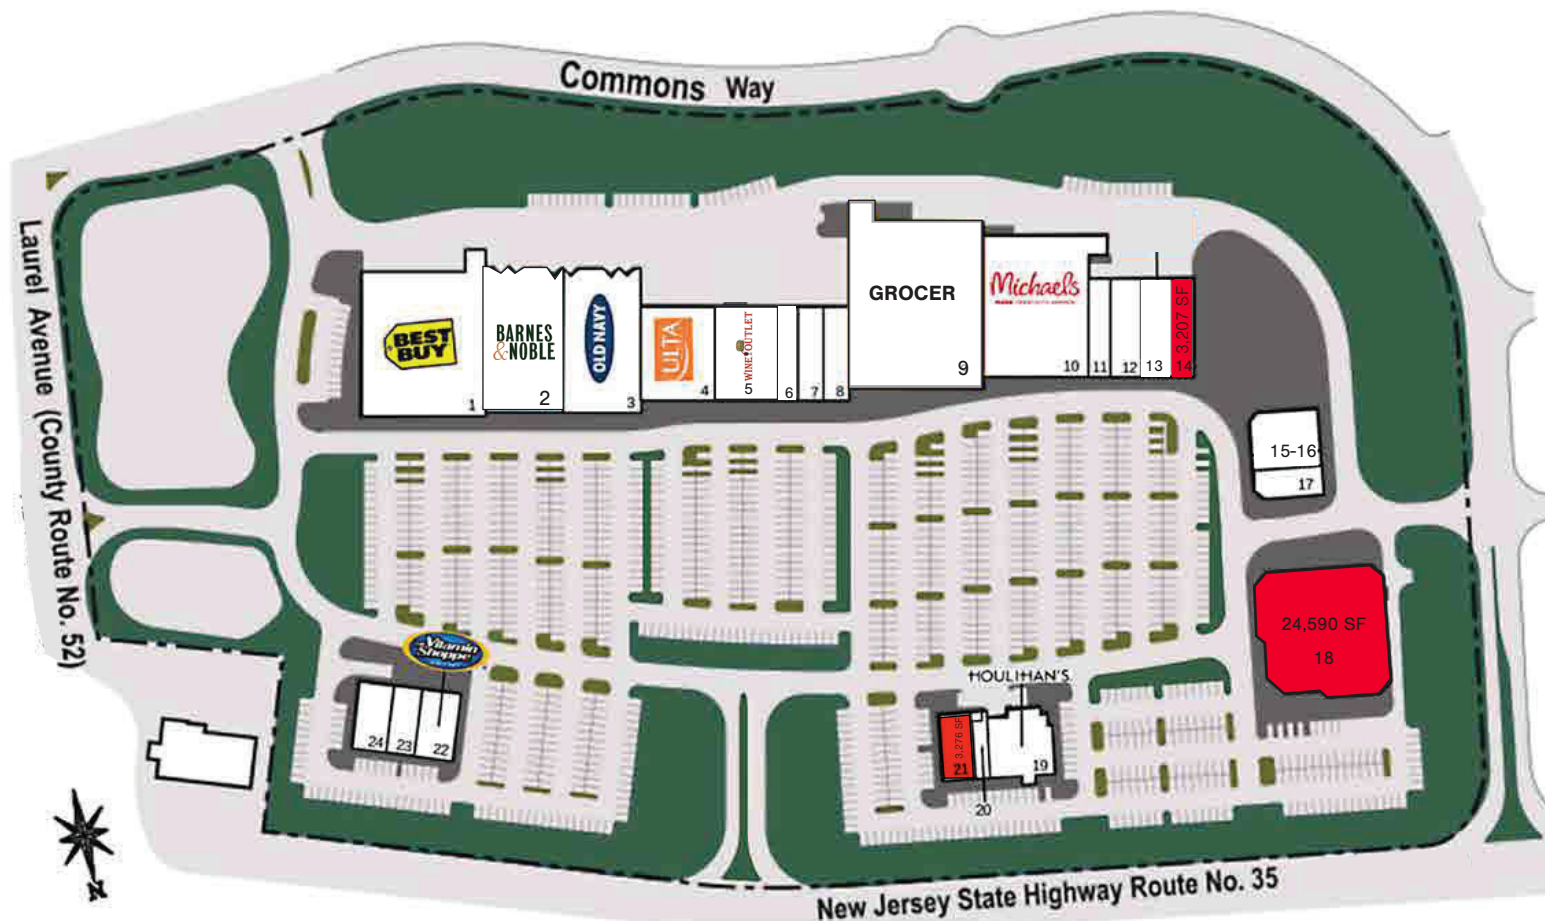 Commons Way
Laurel Avenue (County Route No. 52)
BEST
BUY
1
BARNES
&NOBLE
2
OLD NAVY
3
ULTA
4
WINE OUTLET
5
6
7
8
GROCER
9
Michaels
10
11
12
13
3,207 SF
14
15-16
17
24,590 SF
18
the Vitamin
Shoppe
24
23
22
HOULIHAN'S
3,276 SF
21
20
19
N
New Jersey State Highway Route No. 35